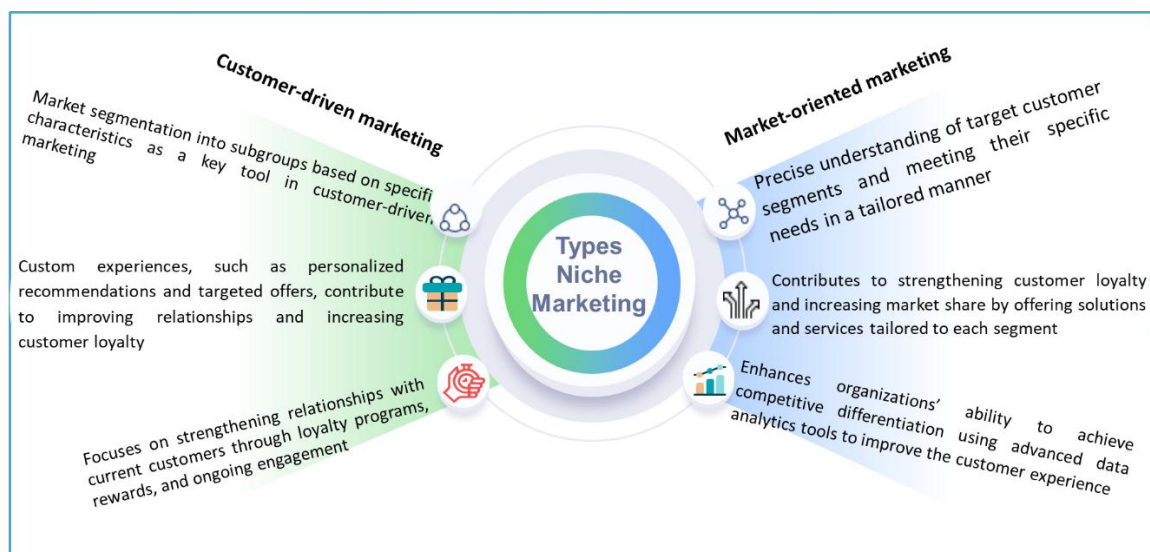 Customer-driven marketing
Market segmentation into subgroups based on specifi
characteristics as a key tool in customer-driven
marketing
Custom experiences, such as personalized
recommendations and targeted offers, contribute
to improving relationships and increasing
customer loyalty
Focuses on strengthening relationships with
current customers through loyalty programs,
rewards, and ongoing engagement
Types
Niche
Marketing
Market-oriented marketing
Precise understanding of target customer
segments and meeting their specific
needs in a tailored manner
Contributes to strengthening customer loyalty
and increasing market share by offering solutions
and services tailored to each segment
Enhances organizations’ ability to achieve
competitive differentiation using advanced data
analytics tools to improve the customer experience